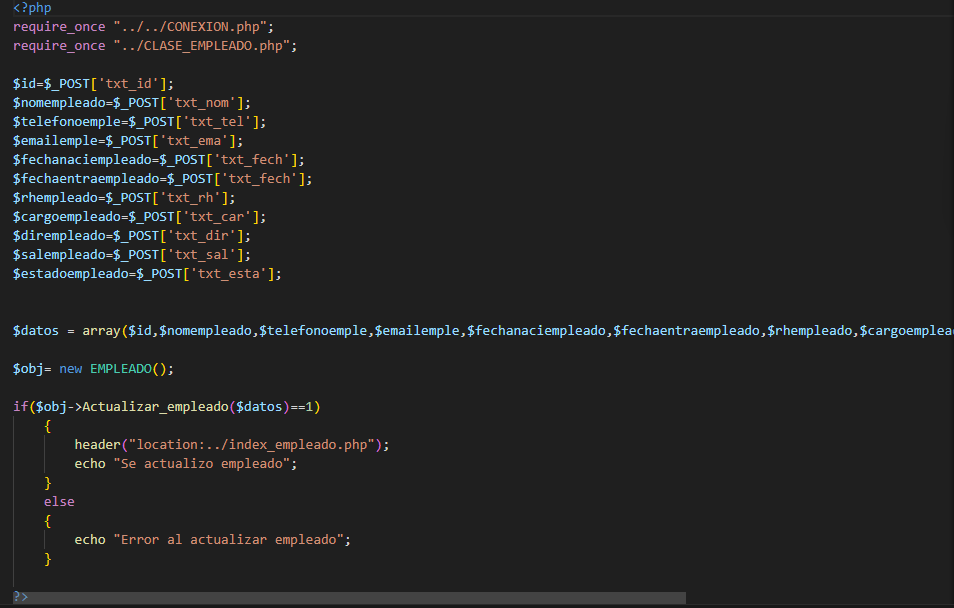 <?php
require_once "../../CONEXION.php";
require_once "../CLASE_EMPLEADO.php";
$id=$_POST['txt_id'];
$nomempleado=$_POST['txt_nom'];
$telefonoemple=$_POST['txt_tel'];
$emailemple=$_POST['txt_ema'];
$fechanaciempleado=$_POST['txt_fech'];
$fechaentraempleado=$_POST['txt_fech'];
$rhempleado=$_POST['txt_rh'];
$cargoempleado=$_POST['txt_car'];
$dirempleado=$_POST['txt_dir'];
$salempleado=$_POST['txt_sal'];
$estadoempleado=$_POST['txt_esta'];
$datos = array($id,$nomempleado,$telefonoemple,$emailemple,$fechanaciempleado,$fechaentraempleado,$rhempleado,$cargoemplea
$obj= new EMPLEADO();
if($obj->Actualizar_empleado($datos)==1)
{
header("location:../index_empleado.php");
echo "Se actualizo empleado";
}
else
{
echo "Error al actualizar empleado";
}
?>